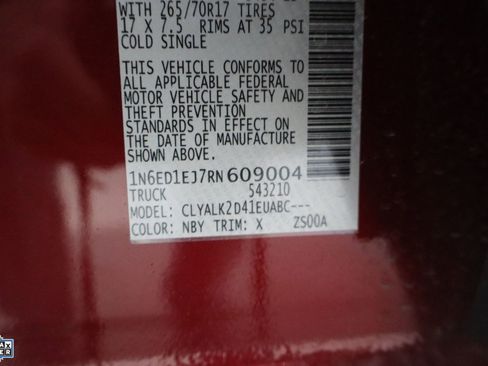 WITH 265/70R17 TIRES
17 X 7.5 RIMS AT 35 PSI
COLD SINGLE
THIS VEHICLE CONFORMS TO
ALL APPLICABLE FEDERAL
MOTOR VEHICLE SAFETY AND
THEFT PREVENTION
STANDARDS IN EFFECT ON
THE DATE OF MANUFACTURE
SHOWN ABOVE.
1N6ED1EJ7RN609004
TRUCK 543210
MODEL: CLYALK2D41EUABC---
COLOR: NBY TRIM: X ZS00A